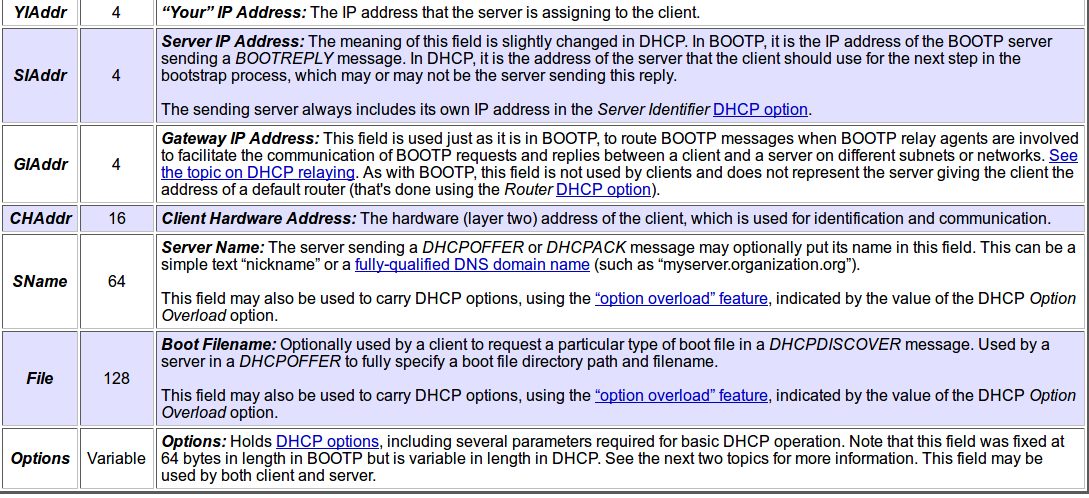 YIAddr 4 “Your” IP Address: The IP address that the server is assigning to the client.
Server IP Address: The meaning of this field is slightly changed in DHCP. In BOOTP, it is the IP address of the BOOTP server
sending a BOOTREPLY message. In DHCP, it is the address of the server that the client should use for the next step in the
SIAddr 4 bootstrap process, which may or may not be the server sending this reply.
The sending server always includes its own IP address in the Server Identifier DHCP option.
Gateway IP Address: This field is used just as it is in BOOTP, to route BOOTP messages when BOOTP relay agents are involved
to facilitate the communication of BOOTP requests and replies between a client and a server on different subnets or networks. See
GIAddr 4 the topic on DHCP relaying. As with BOOTP, this field is not used by clients and does not represent the server giving the client the
address of a default router (that's done using the Router DHCP option).
CHAddr 16 Client Hardware Address: The hardware (layer two) address of the client, which is used for identification and communication.
Server Name: The server sending a DHCPOFFER or DHCPACK message may optionally put its name in this field. This can be a
simple text “nickname” or a fully-qualified DNS domain name (such as “myserver.organization.org”).
SName 64
This field may also be used to carry DHCP options, using the “option overload” feature, indicated by the value of the DHCP Option
Overload option.
Boot Filename: Optionally used by a client to request a particular type of boot file in a DHCPDISCOVER message. Used by a
server in a DHCPOFFER to fully specify a boot file directory path and filename.
File 128
This field may also be used to carry DHCP options, using the “option overload” feature, indicated by the value of the DHCP Option
Overload option.
Options: Holds DHCP options, including several parameters required for basic DHCP operation. Note that this field was fixed at
Options Variable 64 bytes in length in BOOTP but is variable in length in DHCP. See the next two topics for more information. This field may be
used by both client and server.